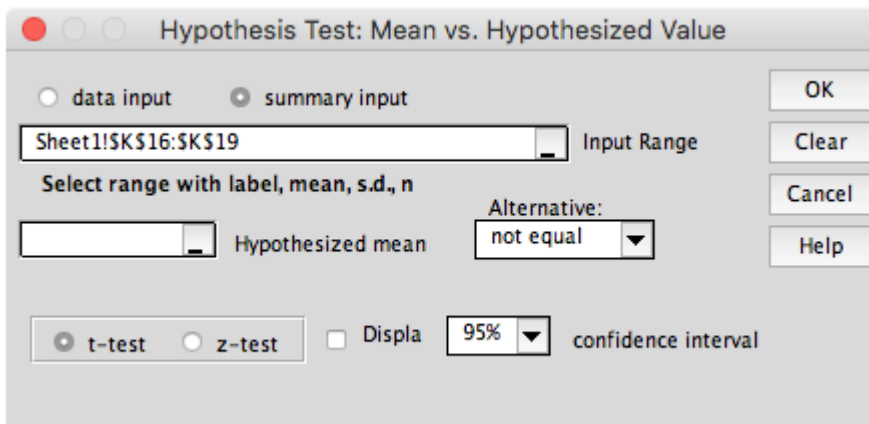 Hypothesis Test: Mean vs. Hypothesized Value
data input summary input
OK
Sheet1!$K$16:$K$19 Input Range
Clear
Select range with label, mean, s.d., n
Cancel
Alternative:
Hypothesized mean not equal
Help
t-test z-test Displa 95% confidence interval